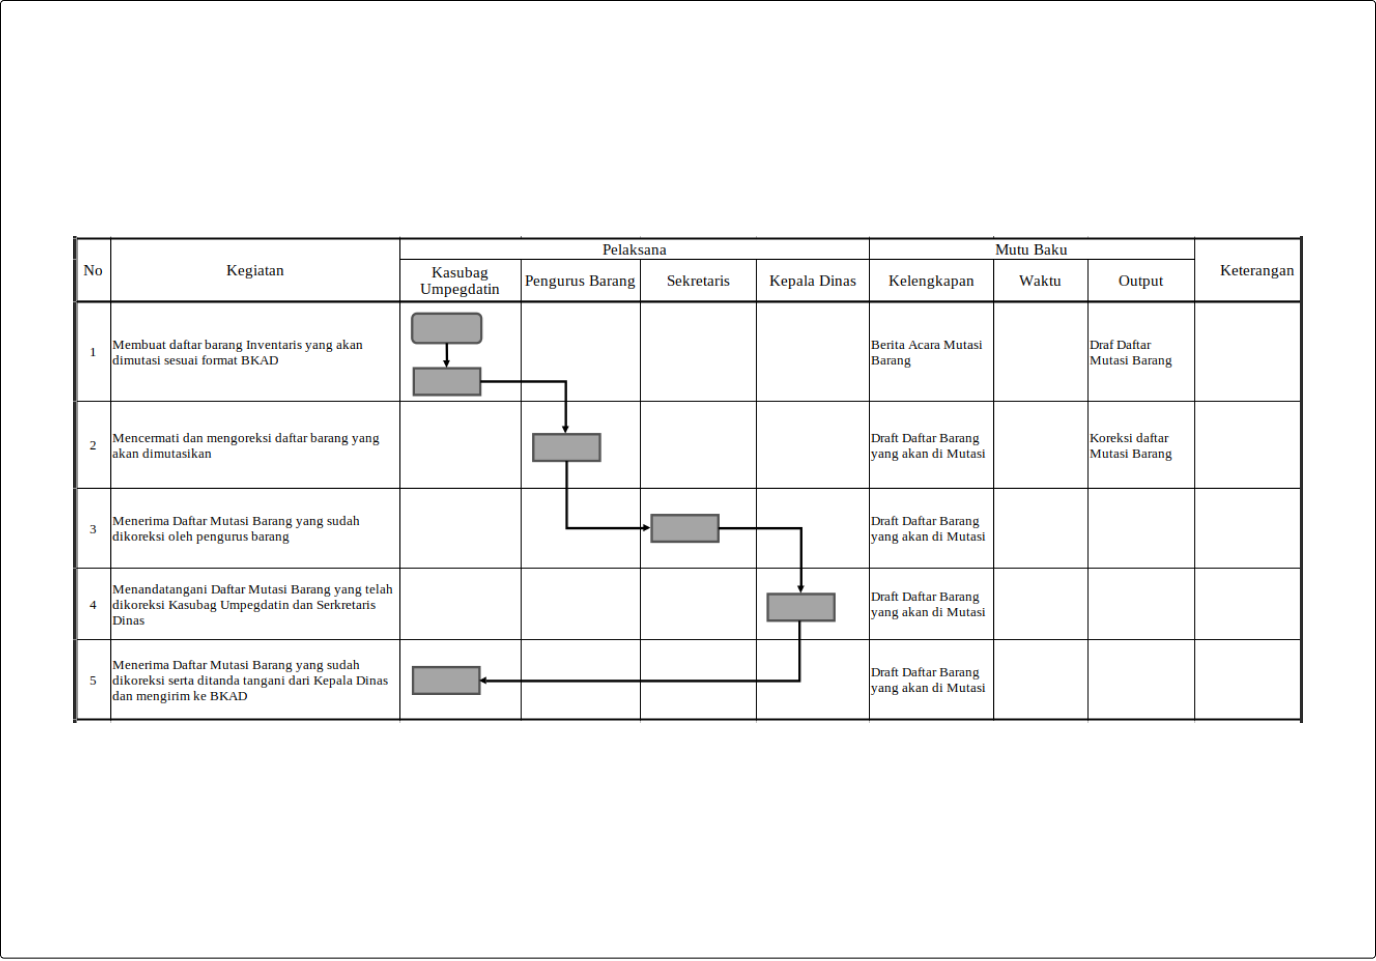 No
Kegiatan
Pelaksana
Mutu Baku
Keterangan
Kasubag
Umpegdatin
Pengurus Barang
Sekretaris
Kepala Dinas
Kelengkapan
Waktu
Output
1
Membuat daftar barang Inventaris yang akan
dimutasi sesuai format BKAD
Berita Acara Mutasi
Barang
Draf Daftar
Mutasi Barang
2
Mencermati dan mengoreksi daftar barang yang
akan dimutasikan
Draft Daftar Barang
yang akan di Mutasi
Koreksi daftar
Mutasi Barang
3
Menerima Daftar Mutasi Barang yang sudah
dikoreksi oleh pengurus barang
Draft Daftar Barang
yang akan di Mutasi
4
Menandatangani Daftar Mutasi Barang yang telah
dikoreksi Kasubag Umpegdatin dan Serkretaris
Dinas
Draft Daftar Barang
yang akan di Mutasi
5
Menerima Daftar Mutasi Barang yang sudah
dikoreksi serta ditanda tangani dari Kepala Dinas
dan mengirim ke BKAD
Draft Daftar Barang
yang akan di Mutasi